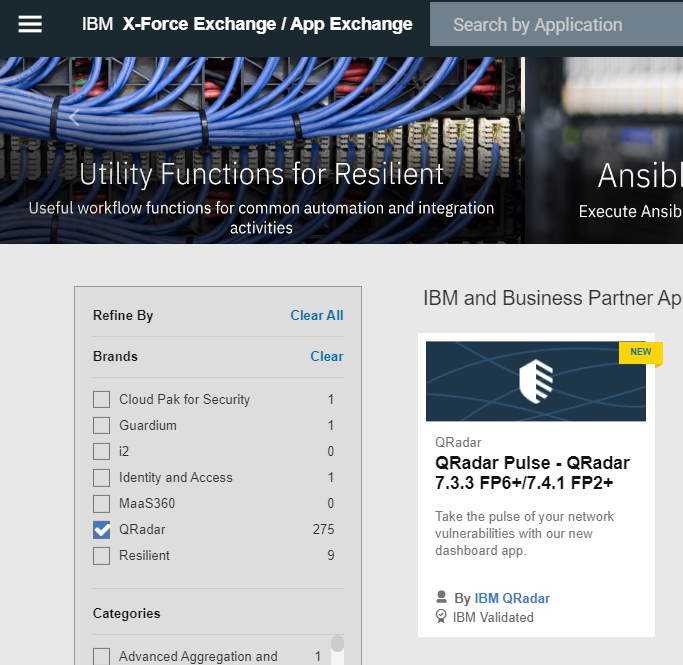 IBM X-Force Exchange / App Exchange
Search by Application
Utility Functions for Resilient
Useful workflow functions for common automation and integration
activities
Ansibl
Execute Ansib
Refine By Clear All
Brands Clear
Cloud Pak for Security 1
Guardium 1
i2 0
Identity and Access 1
MaaS360 0
QRadar 275
Resilient 9
Categories
Advanced Aggregation and 1
IBM and Business Partner Ap
NEW
QRadar
QRadar Pulse - QRadar
7.3.3 FP6+/7.4.1 FP2+
Take the pulse of your network
vulnerabilities with our new
dashboard app.
By IBM QRadar
IBM Validated